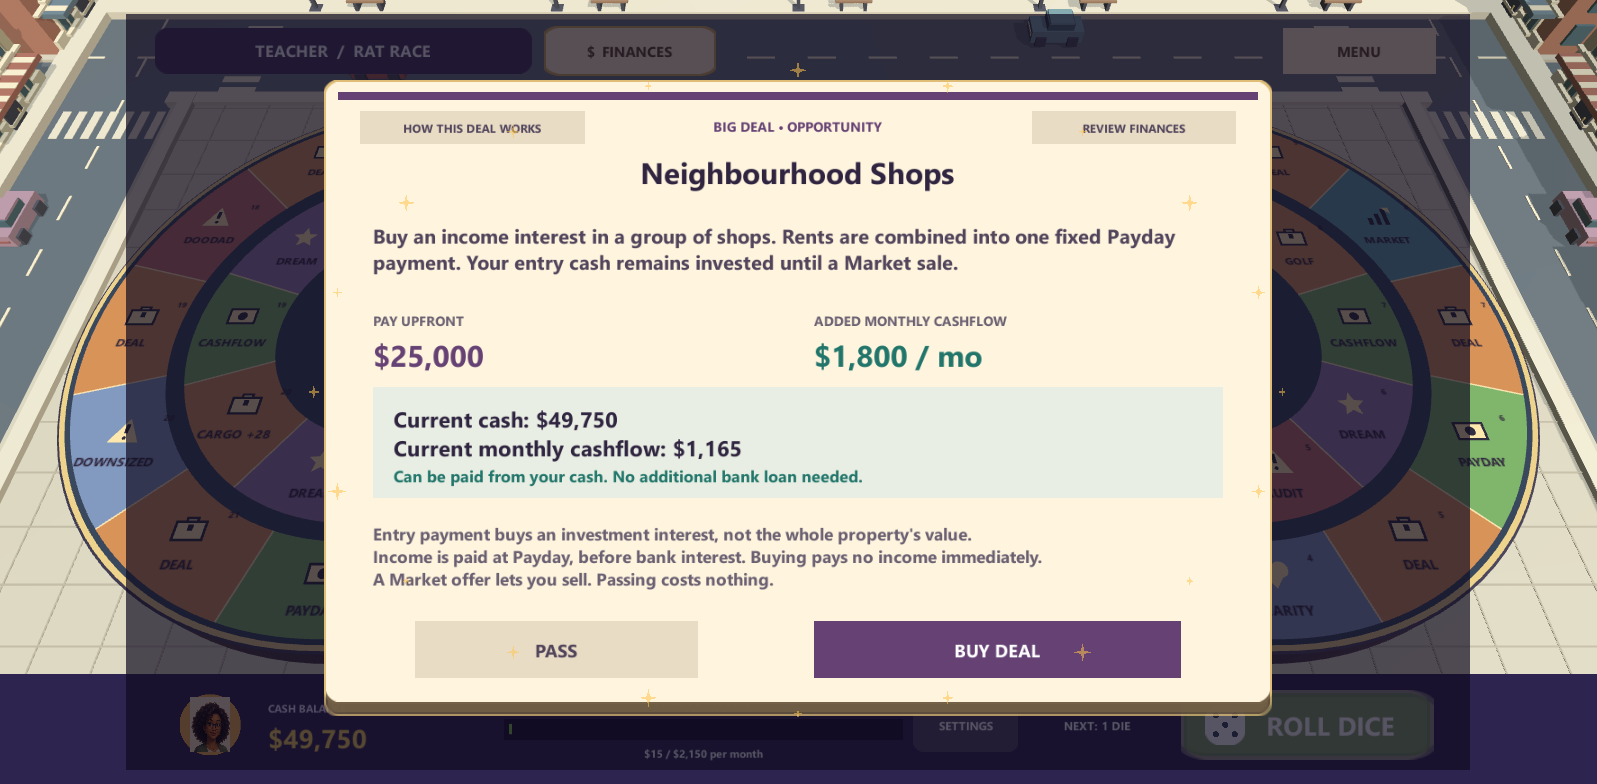 TEACHER / RAT RACE
$ FINANCES
MENU
HOW THIS DEAL WORKS
BIG DEAL • OPPORTUNITY
REVIEW FINANCES
Neighbourhood Shops
Buy an income interest in a group of shops. Rents are combined into one fixed Payday
payment. Your entry cash remains invested until a Market sale.
PAY UPFRONT
ADDED MONTHLY CASHFLOW
$25,000
$1,800 / mo
Current cash: $49,750
Current monthly cashflow: $1,165
Can be paid from your cash. No additional bank loan needed.
Entry payment buys an investment interest, not the whole property's value.
Income is paid at Payday, before bank interest. Buying pays no income immediately.
A Market offer lets you sell. Passing costs nothing.
PASS
BUY DEAL
DOODAD
DREAM
DEAL
CASHFLOW
DOWNSIZED
CARGO +28
DEAL
MARKET
GOLF
CASHFLOW
DEAL
DREAM
PAYDAY
DEAL
$49,750
$15 / $2,150 per month
SETTINGS
NEXT: 1 DIE
ROLL DICE